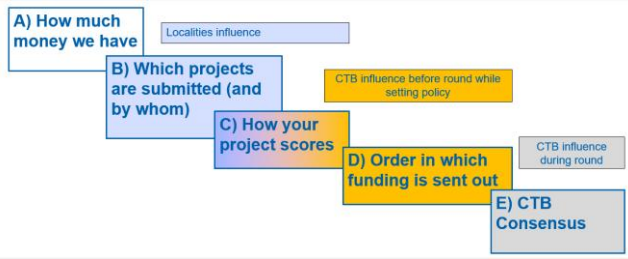 A) How much
money we have
Localities influence
B) Which projects
are submitted (and
by whom)
CTB influence before round while
setting policy
C) How your
project scores
CTB influence
during round
D) Order in which
funding is sent out
E) CTB
Consensus